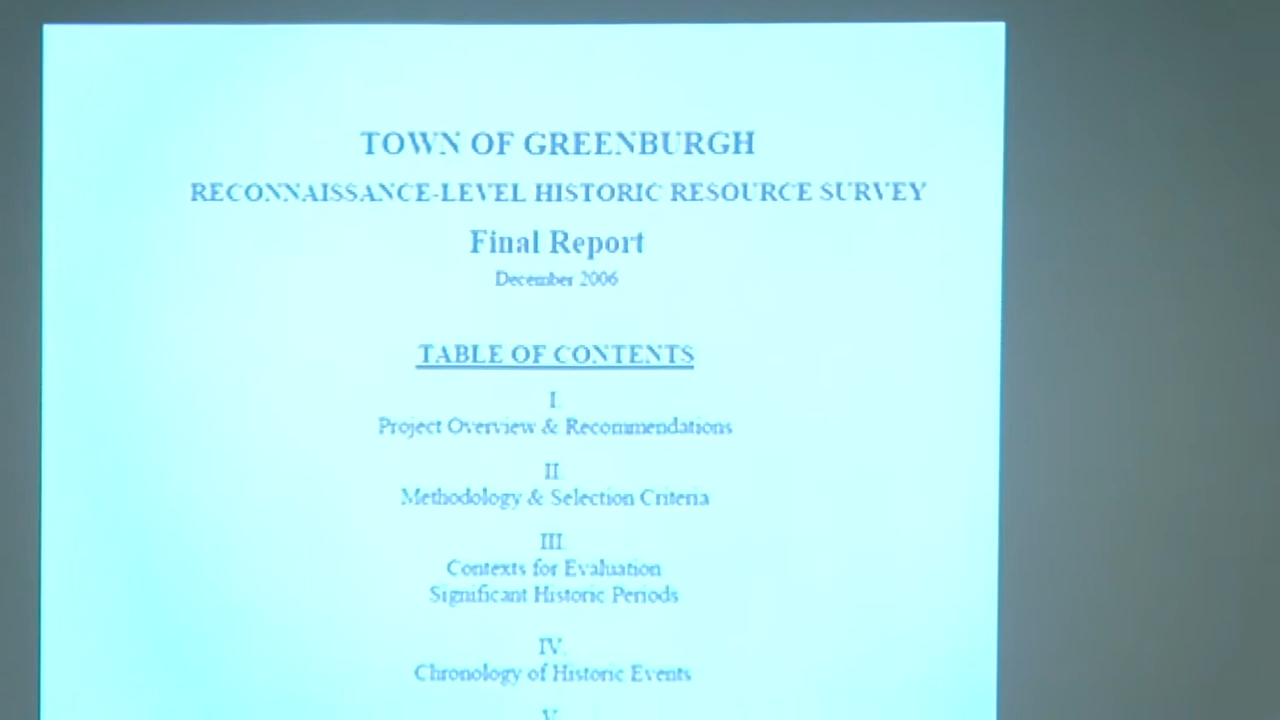 TOWN OF GREENBURGH
RECONNAISSANCE-LEVEL HISTORIC RESOURCE SURVEY
Final Report
December 2006
TABLE OF CONTENTS
I.
Project Overview & Recommendations
II.
Methodology & Selection Criteria
III.
Contexts for Evaluation
Significant Historic Periods
IV.
Chronology of Historic Events
V.